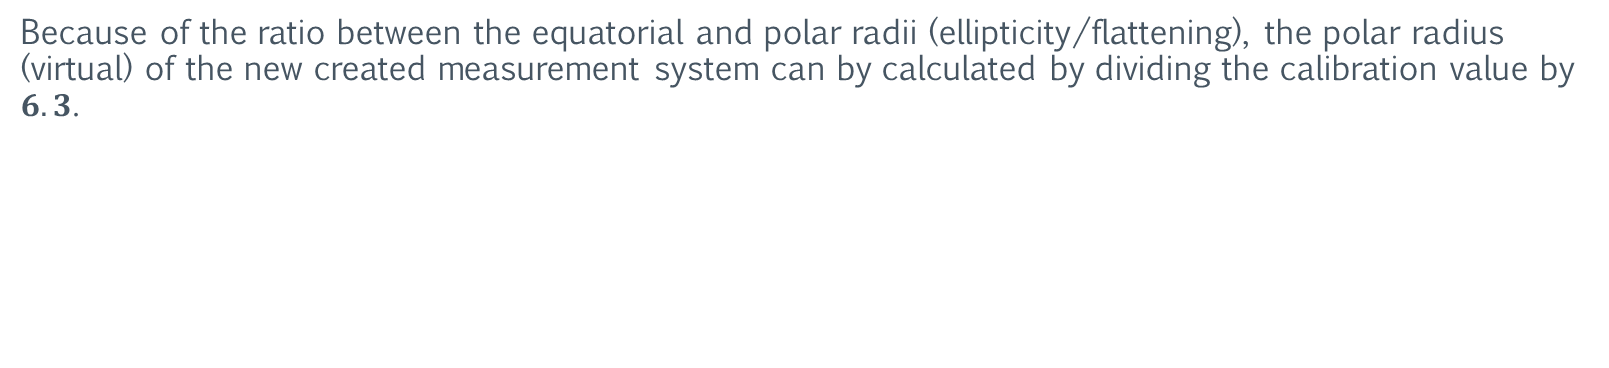 Because of the ratio between the equatorial and polar radii (ellipticity/flattening), the polar radius
(virtual) of the new created measurement system can by calculated by dividing the calibration value by
6.3.